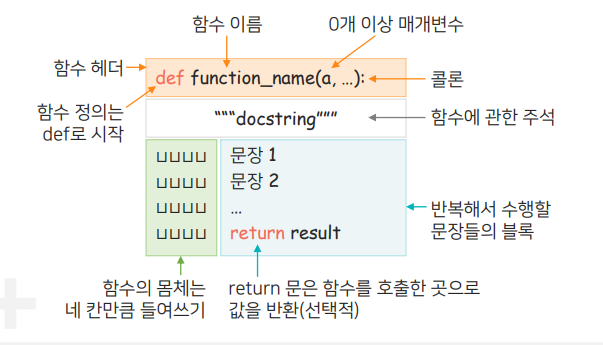 함수 이름
0개 이상 매개변수
함수 헤더
def function_name(a, …):
콜론
함수 정의는
def로 시작
"""docstring"""
함수에 관한 주석
⊔⊔⊔⊔ 문장 1
⊔⊔⊔⊔ 문장 2
⊔⊔⊔⊔ …
⊔⊔⊔⊔ return result
반복해서 수행할
문장들의 블록
함수의 몸체는
네 칸만큼 들여쓰기
return 문은 함수를 호출한 곳으로
값을 반환(선택적)